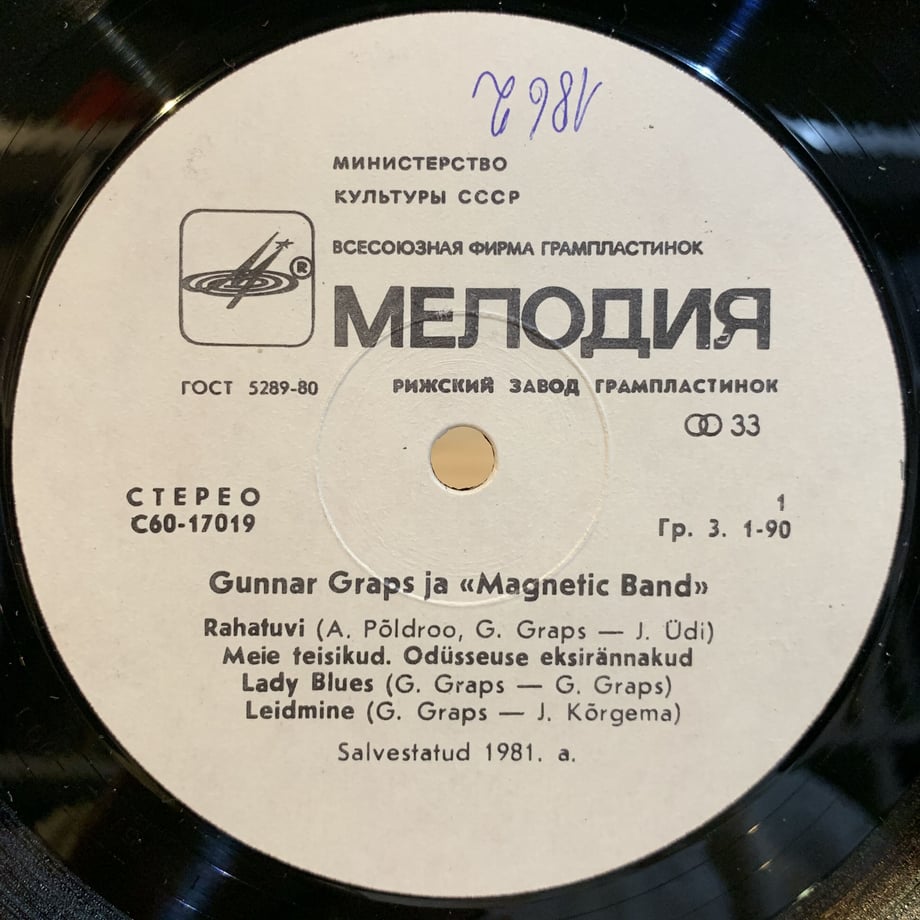 1862
МИНИСТЕРСТВО
КУЛЬТУРЫ СССР
ВСЕСОЮЗНАЯ ФИРМА ГРАМПЛАСТИНОК
®
МЕЛОДИЯ
ГОСТ 5289-80 РИЖСКИЙ ЗАВОД ГРАМПЛАСТИНОК
33
СТЕРЕО 1
С60-17019 Гр. 3. 1-90
Gunnar Graps ja «Magnetic Band»
Rahatuvi (A. Põldroo, G. Graps — J. Üdi)
Meie teisikud. Odüsseuse eksirännakud
Lady Blues (G. Graps — G. Graps)
Leidmine (G. Graps — J. Kõrgema)
Salvestatud 1981. a.